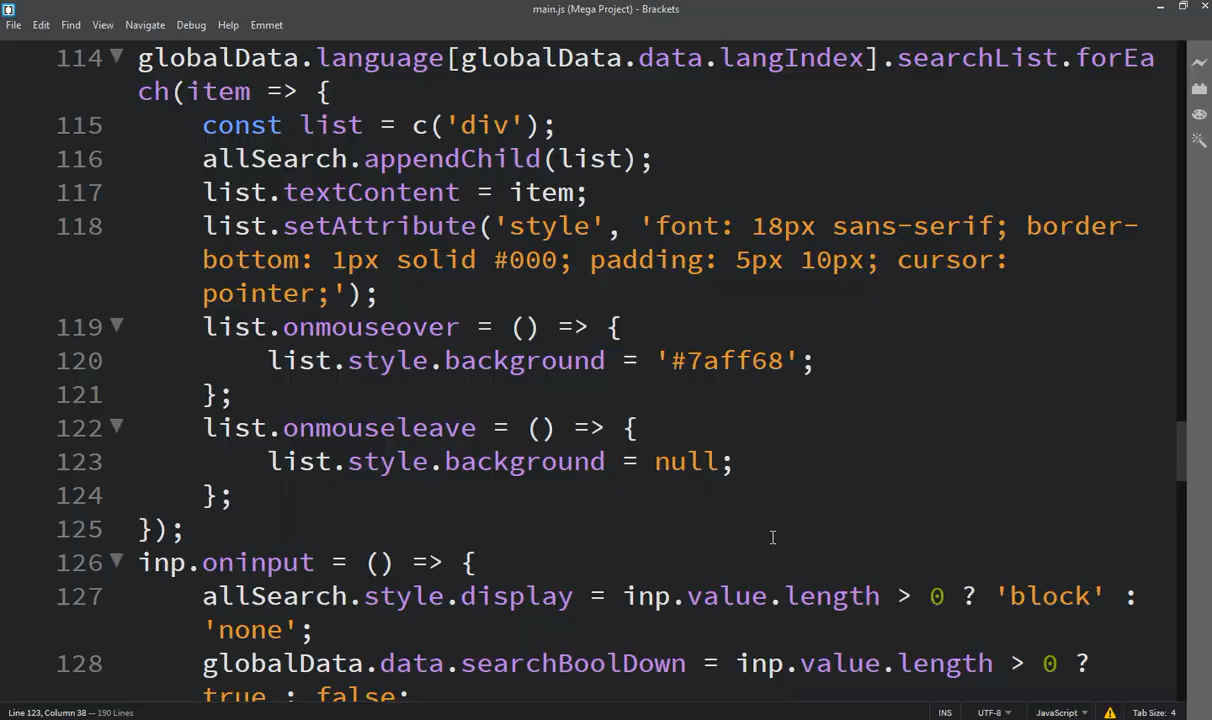 main.js (Mega Project) - Brackets
File Edit Find View Navigate Debug Help Emmet
114 globalData.language[globalData.data.langIndex].searchList.forEa
ch(item => {
115 const list = c('div');
116 allSearch.appendChild(list);
117 list.textContent = item;
118 list.setAttribute('style', 'font: 18px sans-serif; border-
bottom: 1px solid #000; padding: 5px 10px; cursor:
pointer;');
119 list.onmouseover = () => {
120 list.style.background = '#7aff68';
121 };
122 list.onmouseleave = () => {
123 list.style.background = null;
124 };
125 });
126 inp.oninput = () => {
127 allSearch.style.display = inp.value.length > 0 ? 'block' :
'none';
128 globalData.data.searchBoolDown = inp.value.length > 0 ?
true : false;
Line 123, Column 38 — 190 Lines INS UTF-8 JavaScript Tab Size: 4